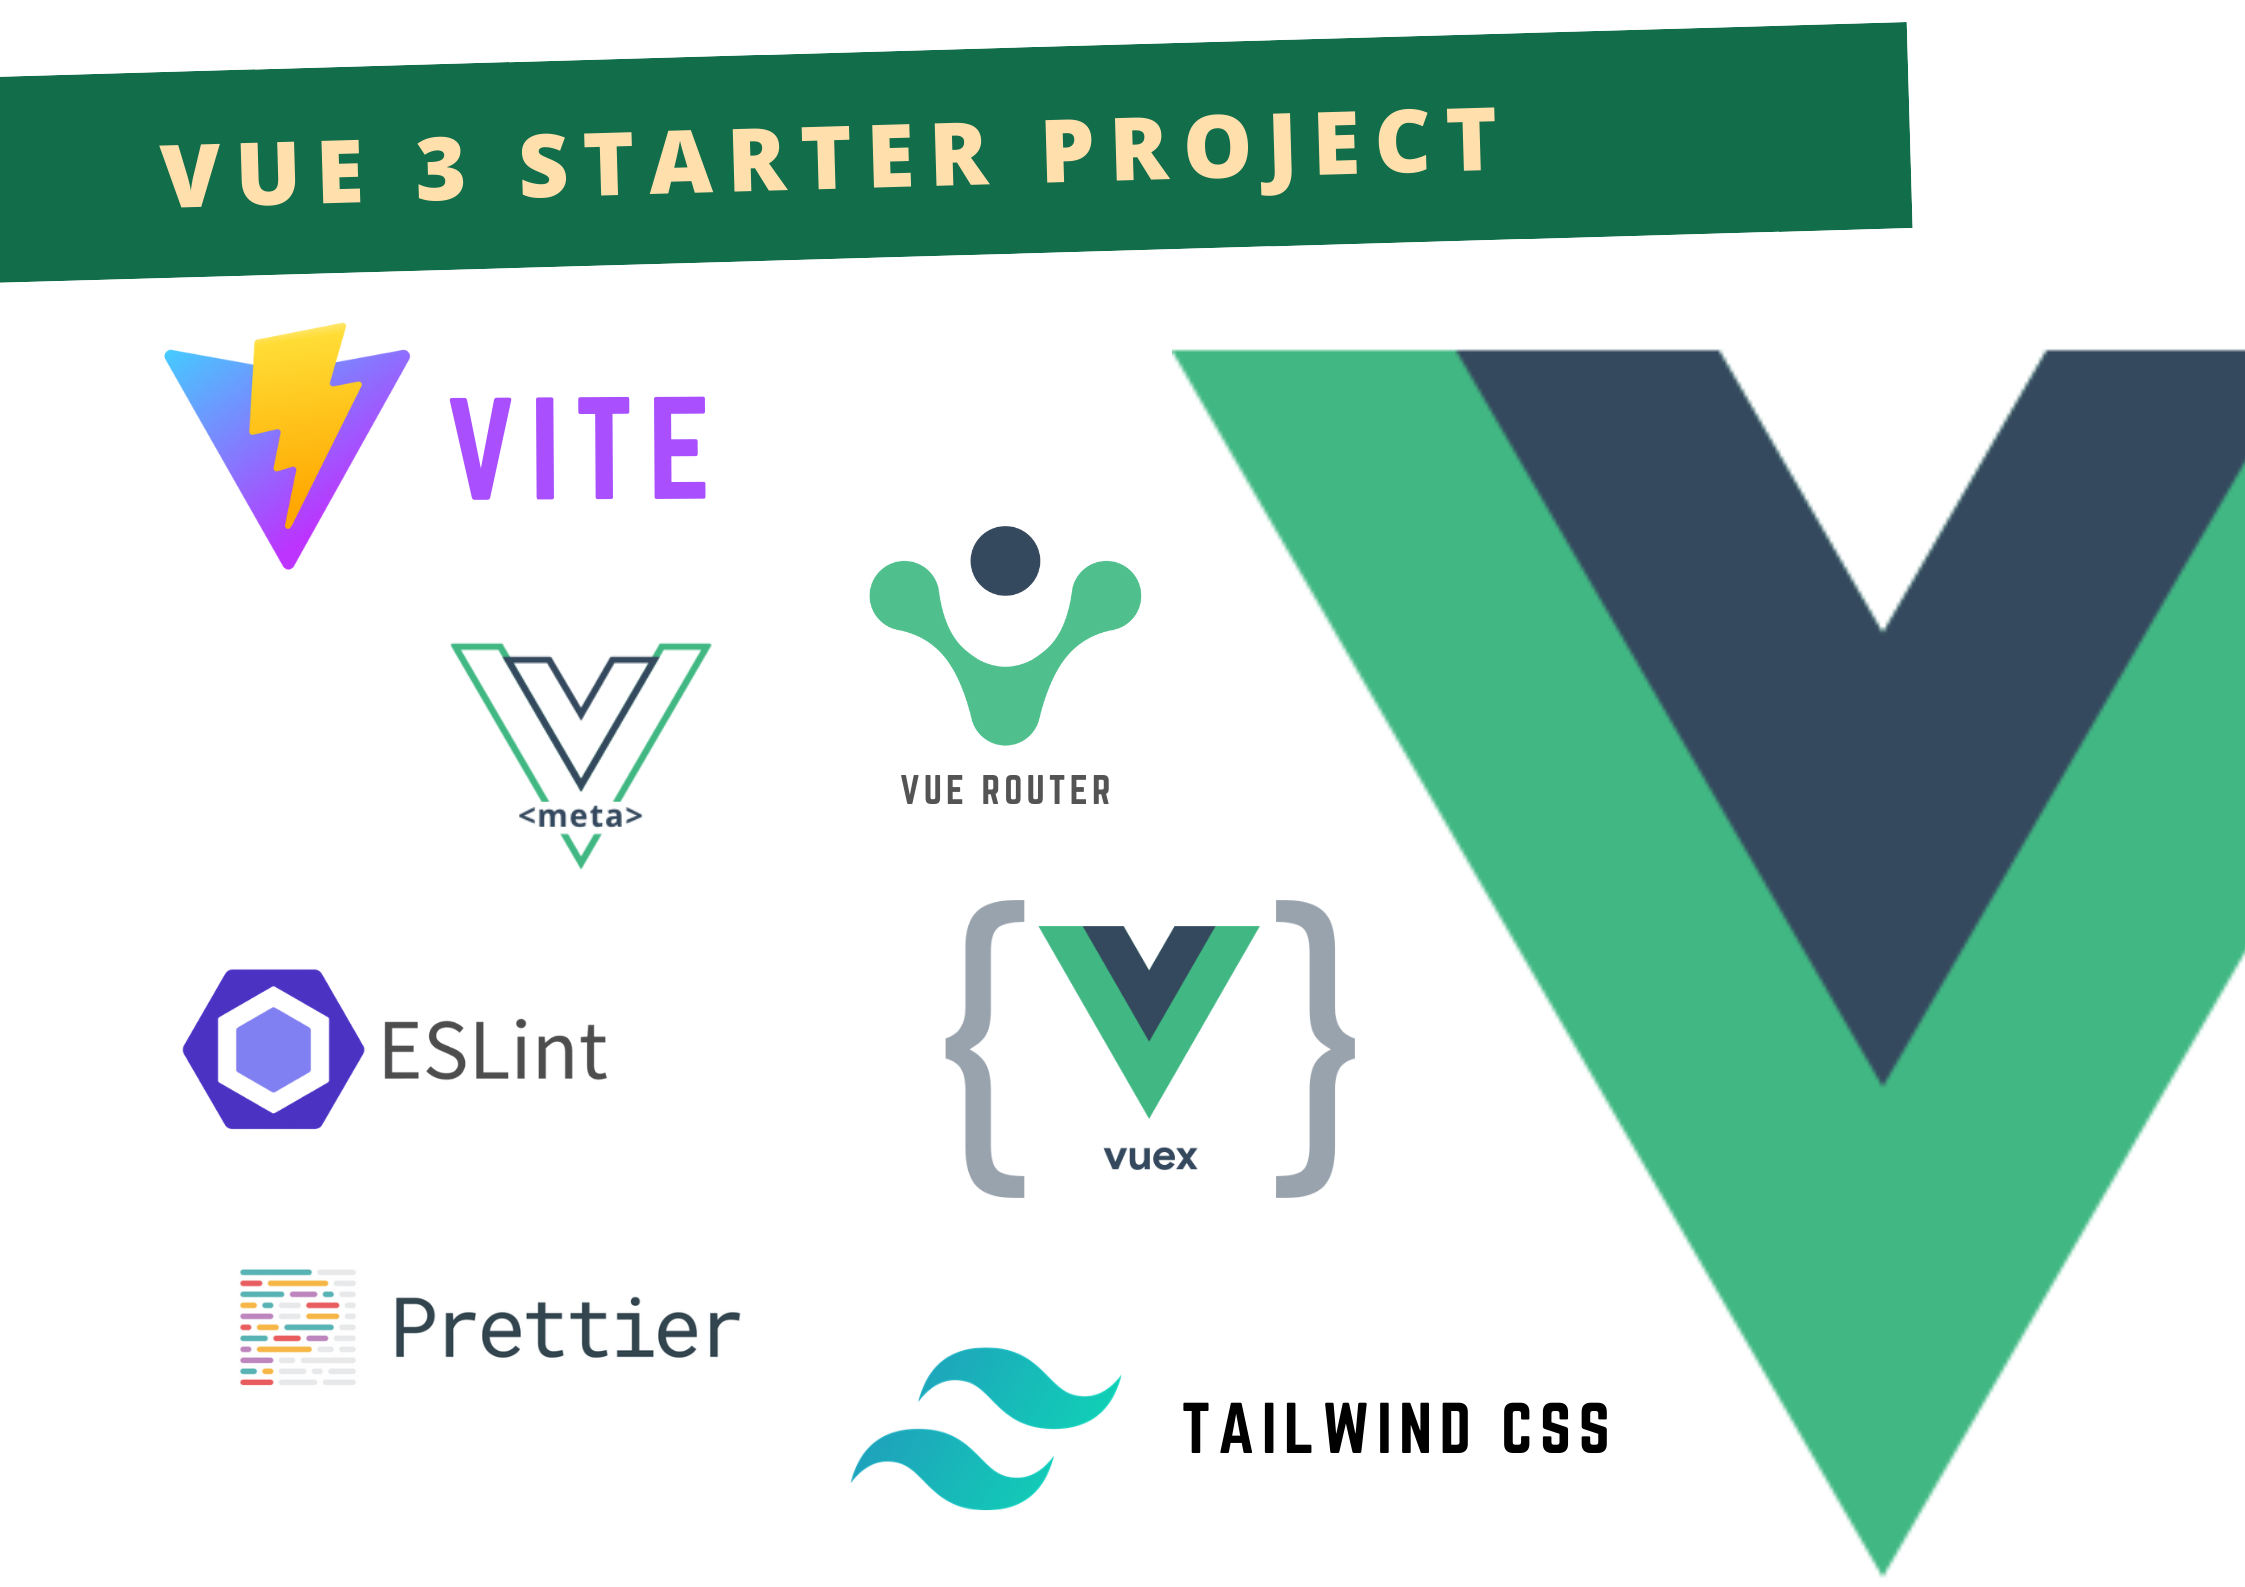 VUE 3 STARTER PROJECT
VITE
VUE ROUTER
<meta>
ESLint
vuex
Prettier
TAILWIND CSS